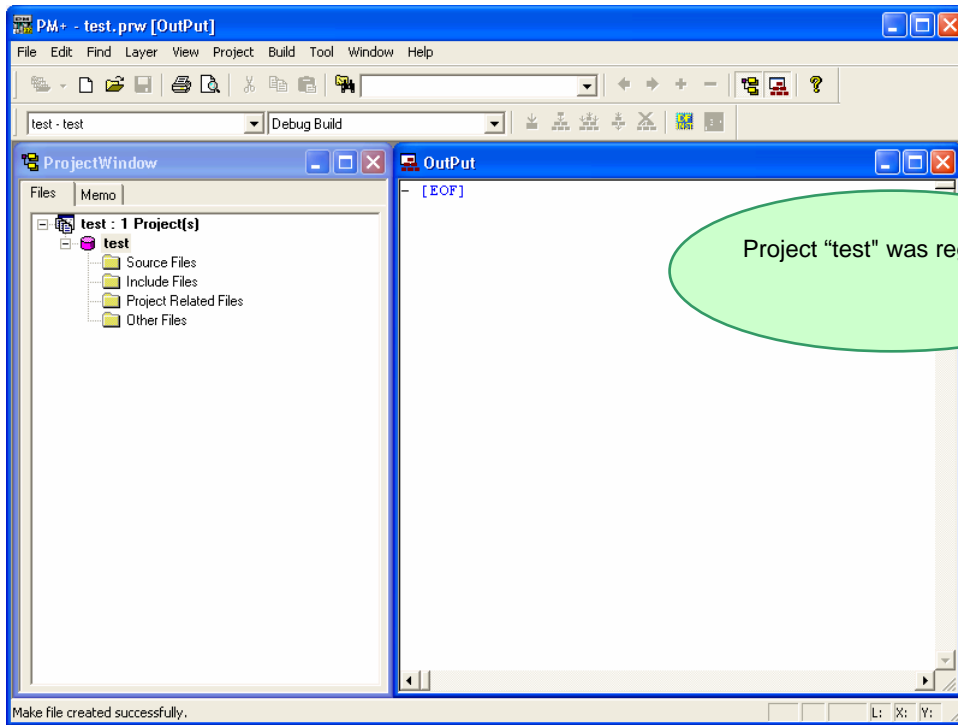 PM+ - test.prw [OutPut]
File Edit Find Layer View Project Build Tool Window Help
test - test
Debug Build
ProjectWindow
OutPut
Files
Memo
[EOF]
test : 1 Project(s)
test
Source Files
Include Files
Project Related Files
Other Files
Project “test" was
Make file created successfully.
L: X: Y: